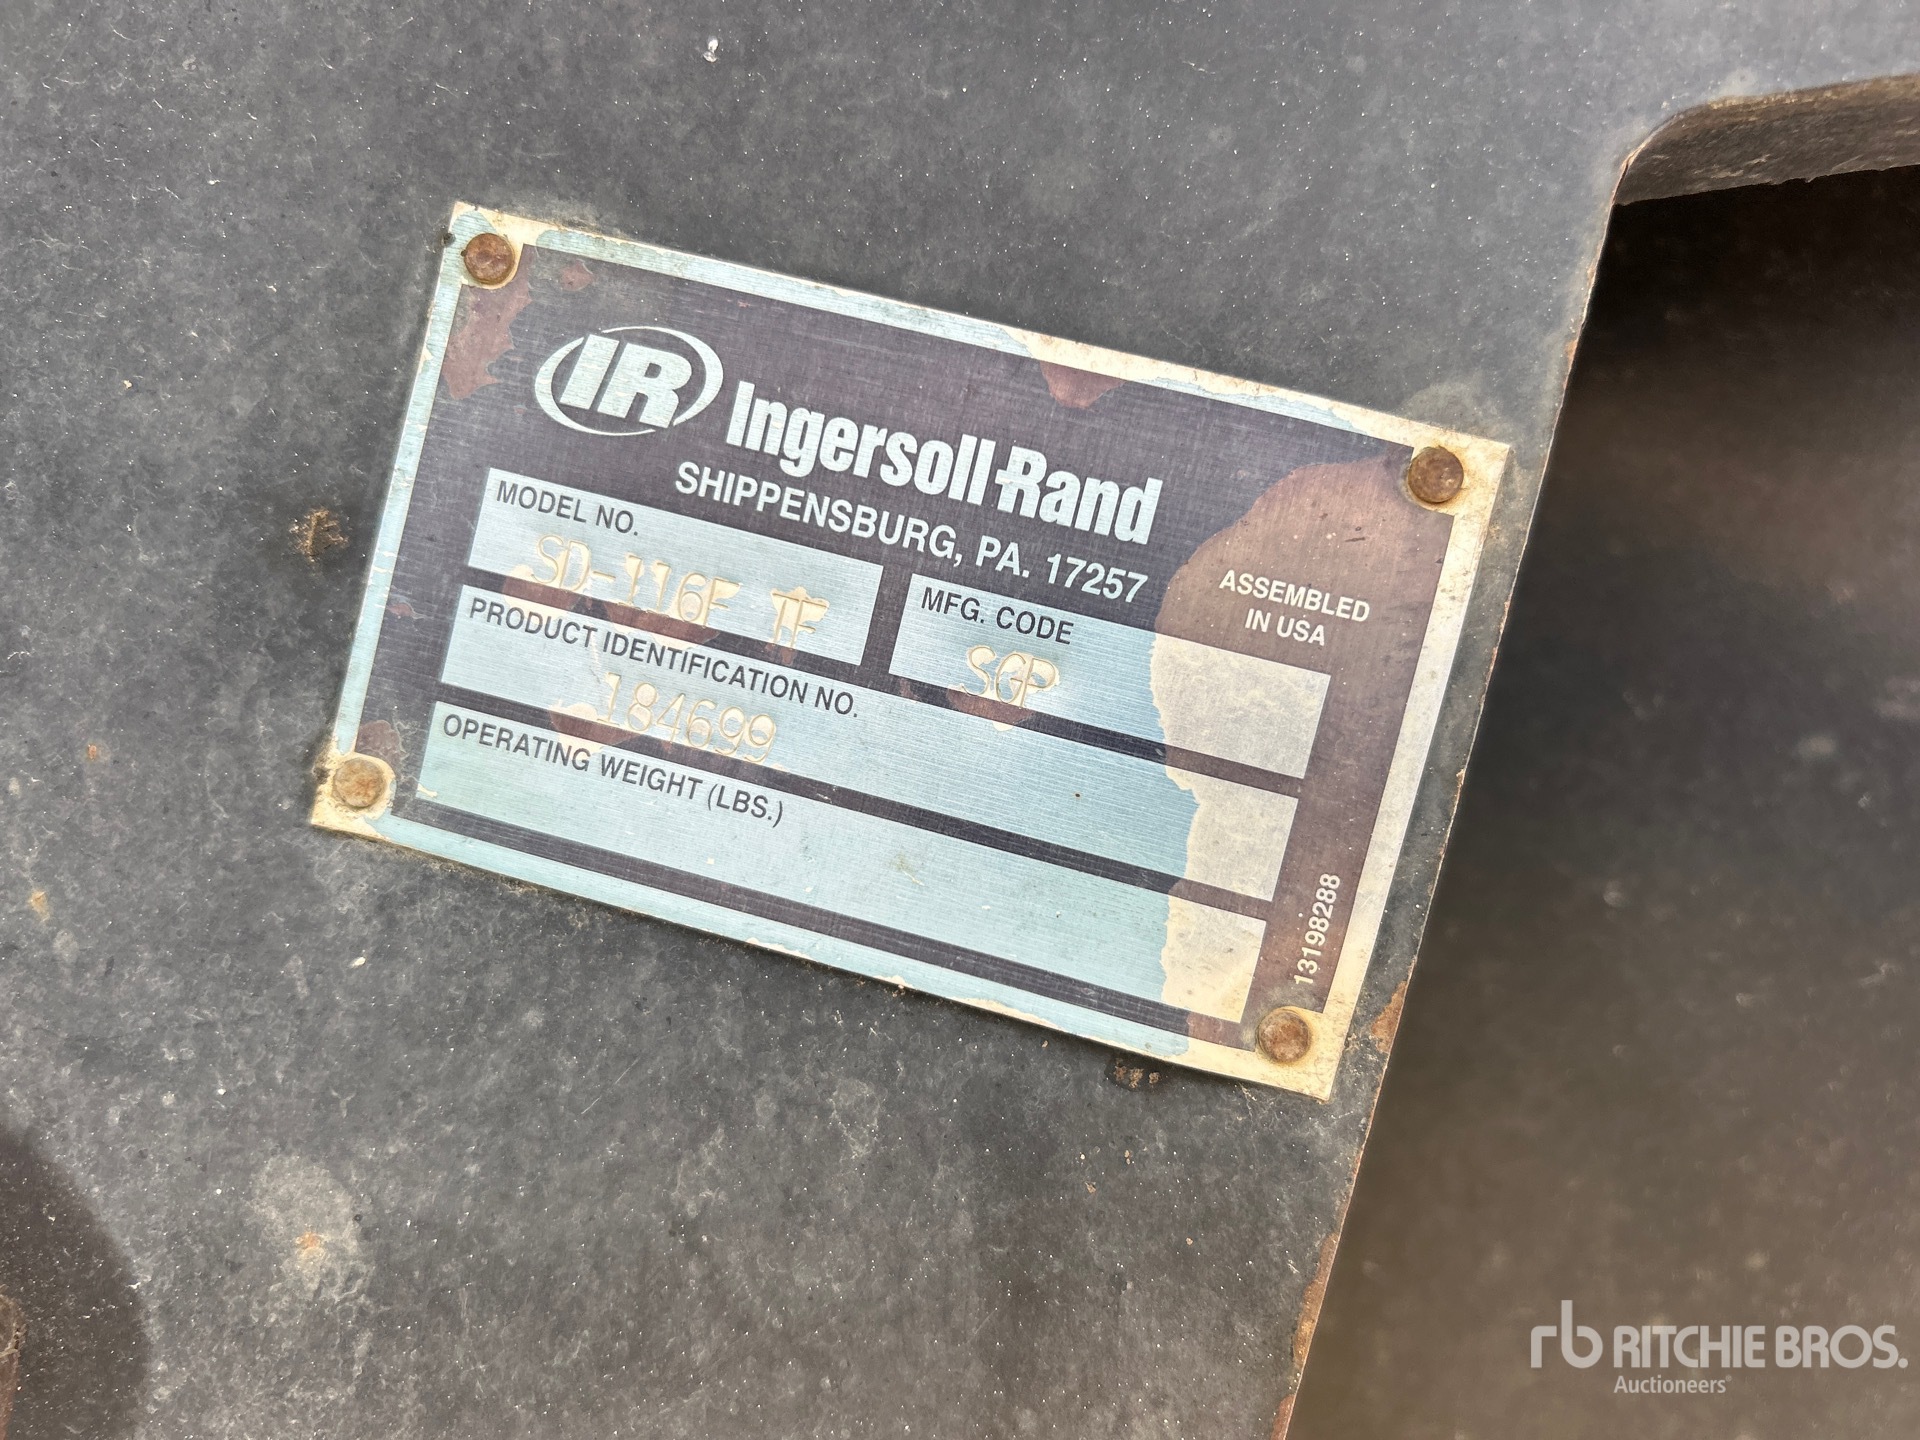 IR Ingersoll-Rand
SHIPPENSBURG, PA. 17257
ASSEMBLED
IN USA
MODEL NO.
SD-116F TF
MFG. CODE
SGP
PRODUCT IDENTIFICATION NO.
184699
OPERATING WEIGHT (LBS.)
13198288
rb RITCHIE BROS.
Auctioneers